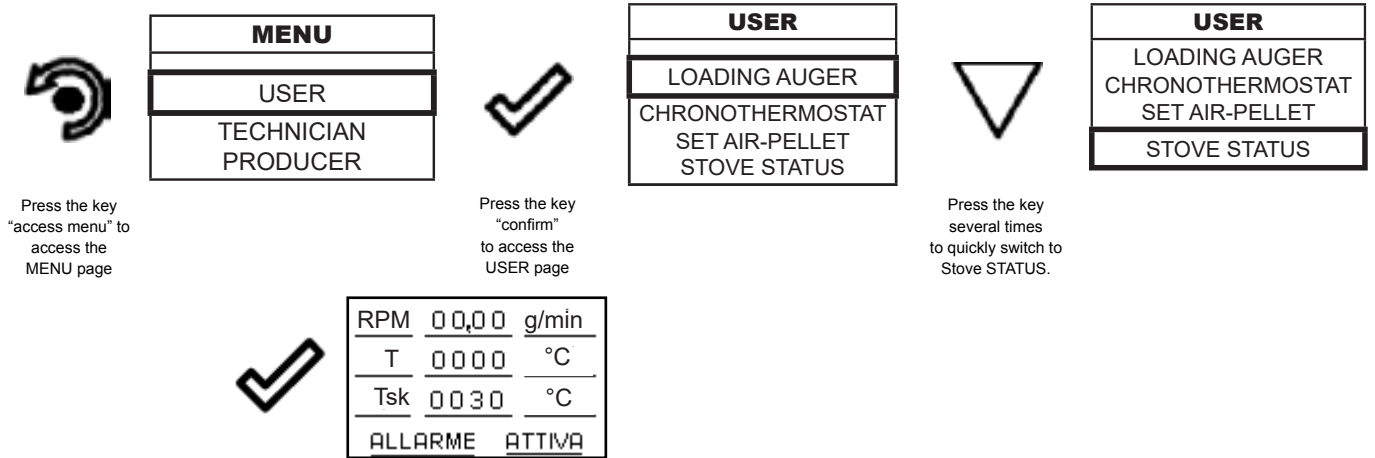 MENU
USER
TECHNICIAN
PRODUCER
Press the key
“access menu” to
access the
MENU page
Press the key
“confirm”
to access the
USER page
USER
LOADING AUGER
CHRONOTHERMOSTAT
SET AIR-PELLET
STOVE STATUS
Press the key
several times
to quickly switch to
Stove STATUS.
USER
LOADING AUGER
CHRONOTHERMOSTAT
SET AIR-PELLET
STOVE STATUS
RPM 00,00 g/min
T 0000 °C
Tsk 0030 °C
ALLARME ATTIVA